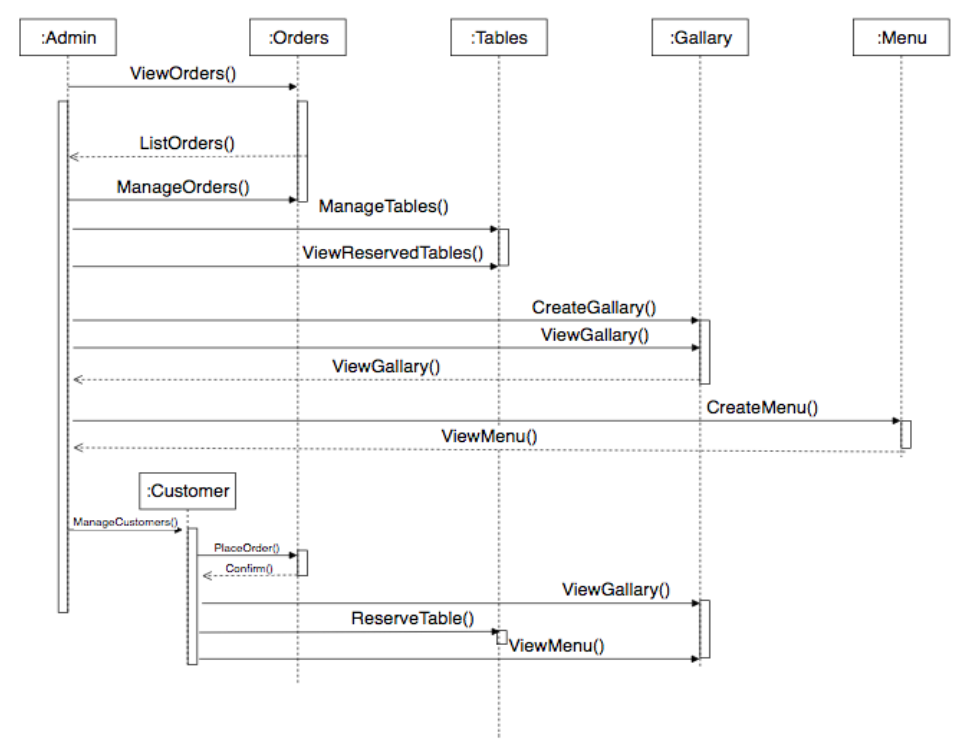 :Admin
:Orders
:Tables
:Gallary
:Menu
ViewOrders()
ListOrders()
ManageOrders()
ManageTables()
ViewReservedTables()
CreateGallary()
ViewGallary()
ViewGallary()
CreateMenu()
ViewMenu()
:Customer
ManageCustomers()
PlaceOrder()
Confirm()
ViewGallary()
ReserveTable()
ViewMenu()